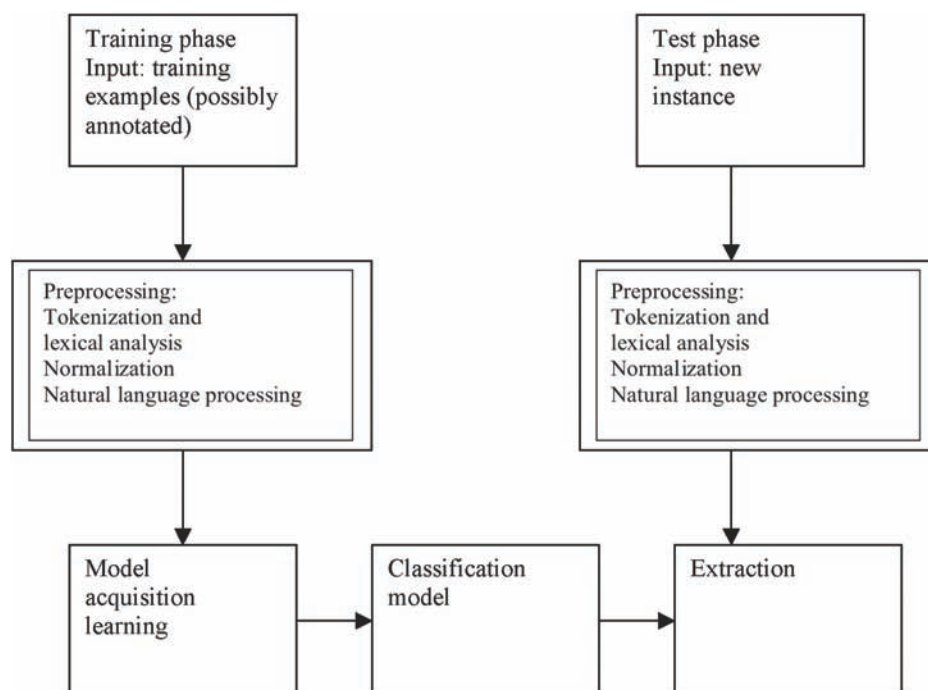 Training phase
Input: training
examples (possibly
annotated)
Test phase
Input: new
instance
Preprocessing:
Tokenization and
lexical analysis
Normalization
Natural language processing
Preprocessing:
Tokenization and
lexical analysis
Normalization
Natural language processing
Model
acquisition
learning
Classification
model
Extraction